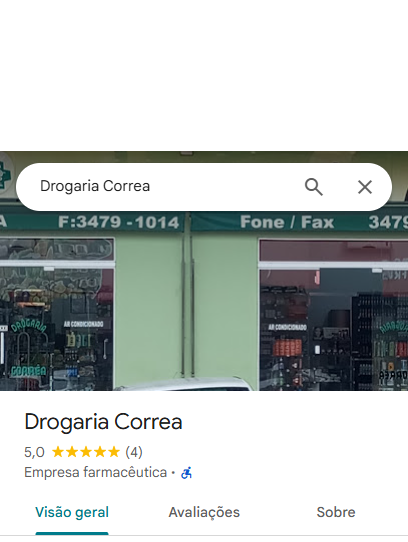 Drogaria Correa
A F:3479 -1014 Fone / Fax 3479
AR CONDICIONADO AR CONDICIONADO
DROGARIA
CORREA
Drogaria Correa
5,0 (4)
Empresa farmacêutica ·
Visão geral Avaliações Sobre